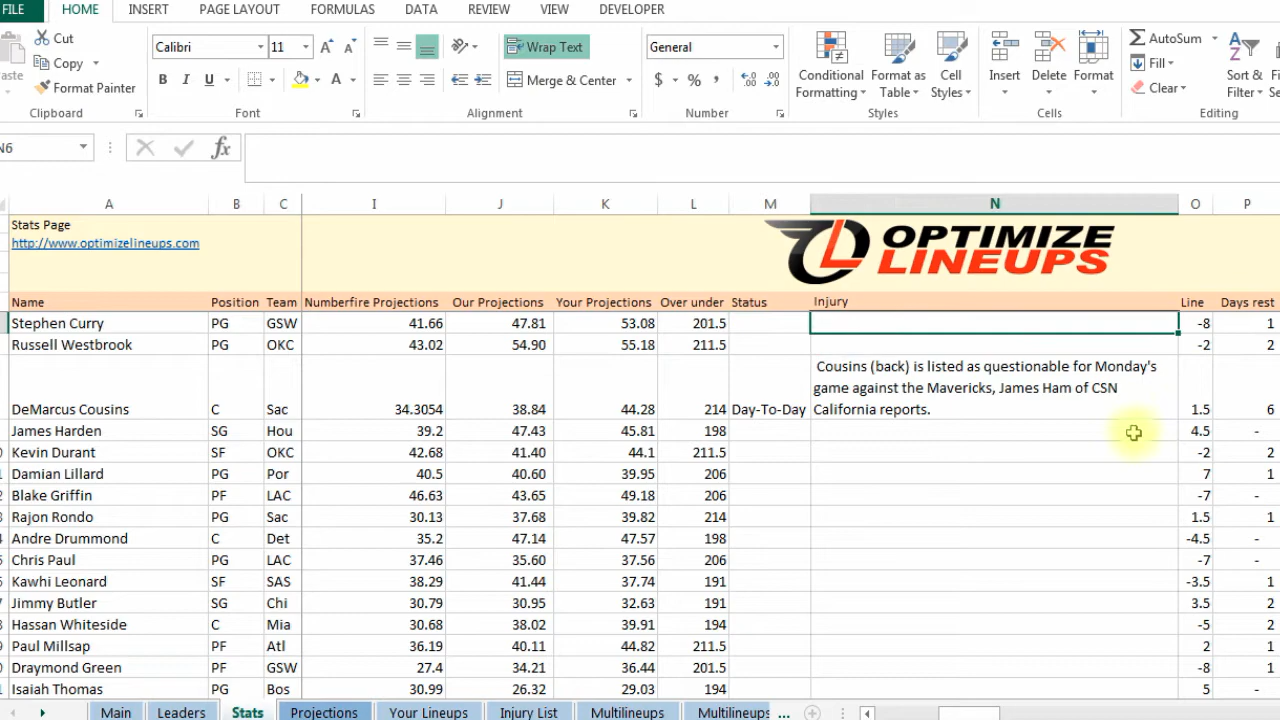 FILE HOME INSERT PAGE LAYOUT FORMULAS DATA REVIEW VIEW DEVELOPER
Cut Calibri 11 Wrap Text General AutoSum
Copy Fill
Format Painter B I U A Merge & Center $ % , Conditional Formatting Format as Table Cell Styles Insert Delete Format Clear Sort & Filter
Clipboard Font Alignment Number Styles Cells Editing
N6 fx
A B C I J K L M N O P
Stats Page
http://www.optimizelineups.com
OPTIMIZE
LINEUPS
Name Position Team Numberfire Projections Our Projections Your Projections Over under Status Injury Line Days rest
Stephen Curry PG GSW 41.66 47.81 53.08 201.5 -8 1
Russell Westbrook PG OKC 43.02 54.90 55.18 211.5 -2 2
Cousins (back) is listed as questionable for Monday's
game against the Mavericks, James Ham of CSN
DeMarcus Cousins C Sac 34.3054 38.84 44.28 214 Day-To-Day California reports. 1.5 6
James Harden SG Hou 39.2 47.43 45.81 198 4.5 -
Kevin Durant SF OKC 42.68 41.40 44.1 211.5 -2 2
Damian Lillard PG Por 40.5 40.60 39.95 206 7 1
Blake Griffin PF LAC 46.63 43.65 49.18 206 -7 -
Rajon Rondo PG Sac 30.13 37.68 39.82 214 1.5 1
Andre Drummond C Det 35.2 47.14 47.57 198 -4.5 -
Chris Paul PG LAC 37.46 35.60 37.56 206 -7 -
Kawhi Leonard SF SAS 38.29 41.44 37.74 191 -3.5 1
Jimmy Butler SG Chi 30.79 30.95 32.63 191 3.5 2
Hassan Whiteside C Mia 30.68 38.02 39.91 194 -5 2
Paul Millsap PF Atl 36.19 40.11 44.82 211.5 2 1
Draymond Green PF GSW 27.4 34.21 36.44 201.5 -8 1
Isaiah Thomas PG Bos 30.99 26.32 29.03 194 5 -
Main Leaders Stats Projections Your Lineups Injury List Multilineups Multilineups ...